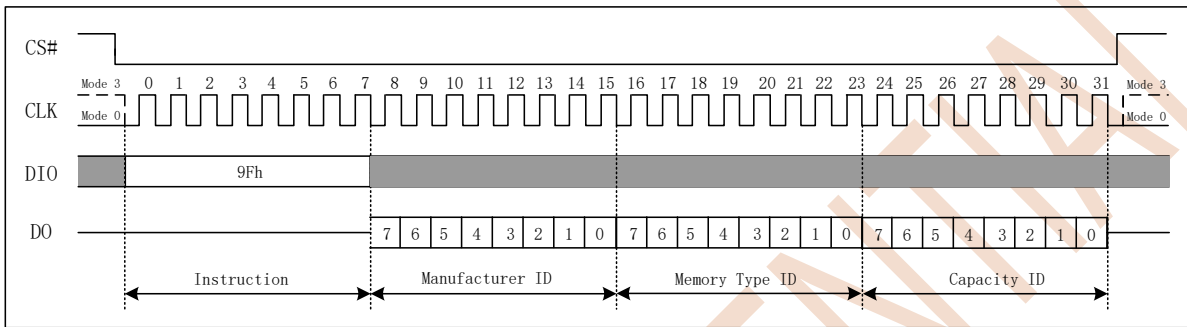 CS#
Mode 3 0 1 2 3 4 5 6 7 8 9 10 11 12 13 14 15 16 17 18 19 20 21 22 23 24 25 26 27 28 29 30 31 Mode 3
CLK
Mode 0 Mode 0
DIO 9Fh
DO 7 6 5 4 3 2 1 0 7 6 5 4 3 2 1 0 7 6 5 4 3 2 1 0
Instruction Manufacturer ID Memory Type ID Capacity ID
ENTIAL